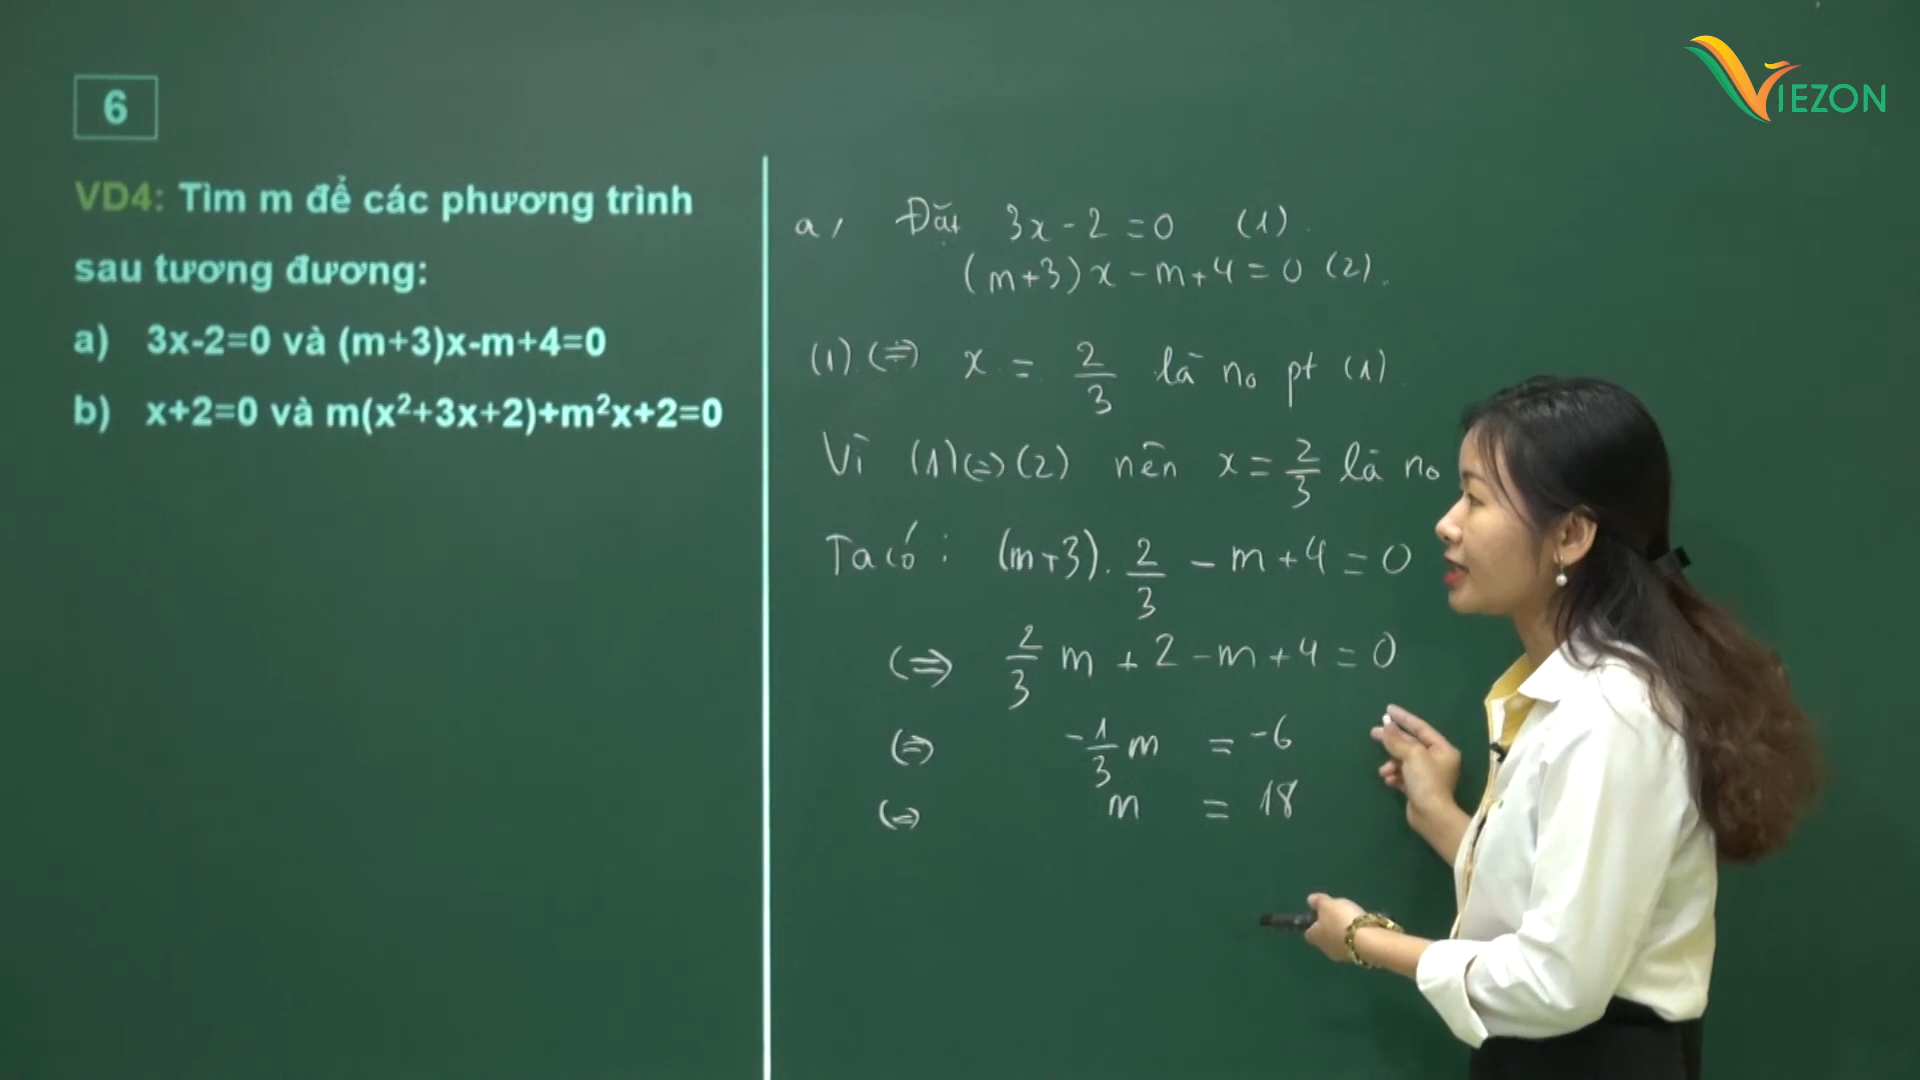 VIEZON
6
VD4: Tìm m để các phương trình
sau tương đương:
a) 3x-2=0 và (m+3)x-m+4=0
b) x+2=0 và m(x²+3x+2)+m²x+2=0
a, Đặt 3x - 2 = 0 (1).
(m+3)x - m + 4 = 0 (2).
(1) (=) x = 2/3 là no pt (1)
Vì (1) (=) (2) nên x = 2/3 là no
Ta có : (m+3). 2/3 - m + 4 = 0
(=) 2/3 m + 2 - m + 4 = 0
(=) -1/3 m = -6
(=) m = 18